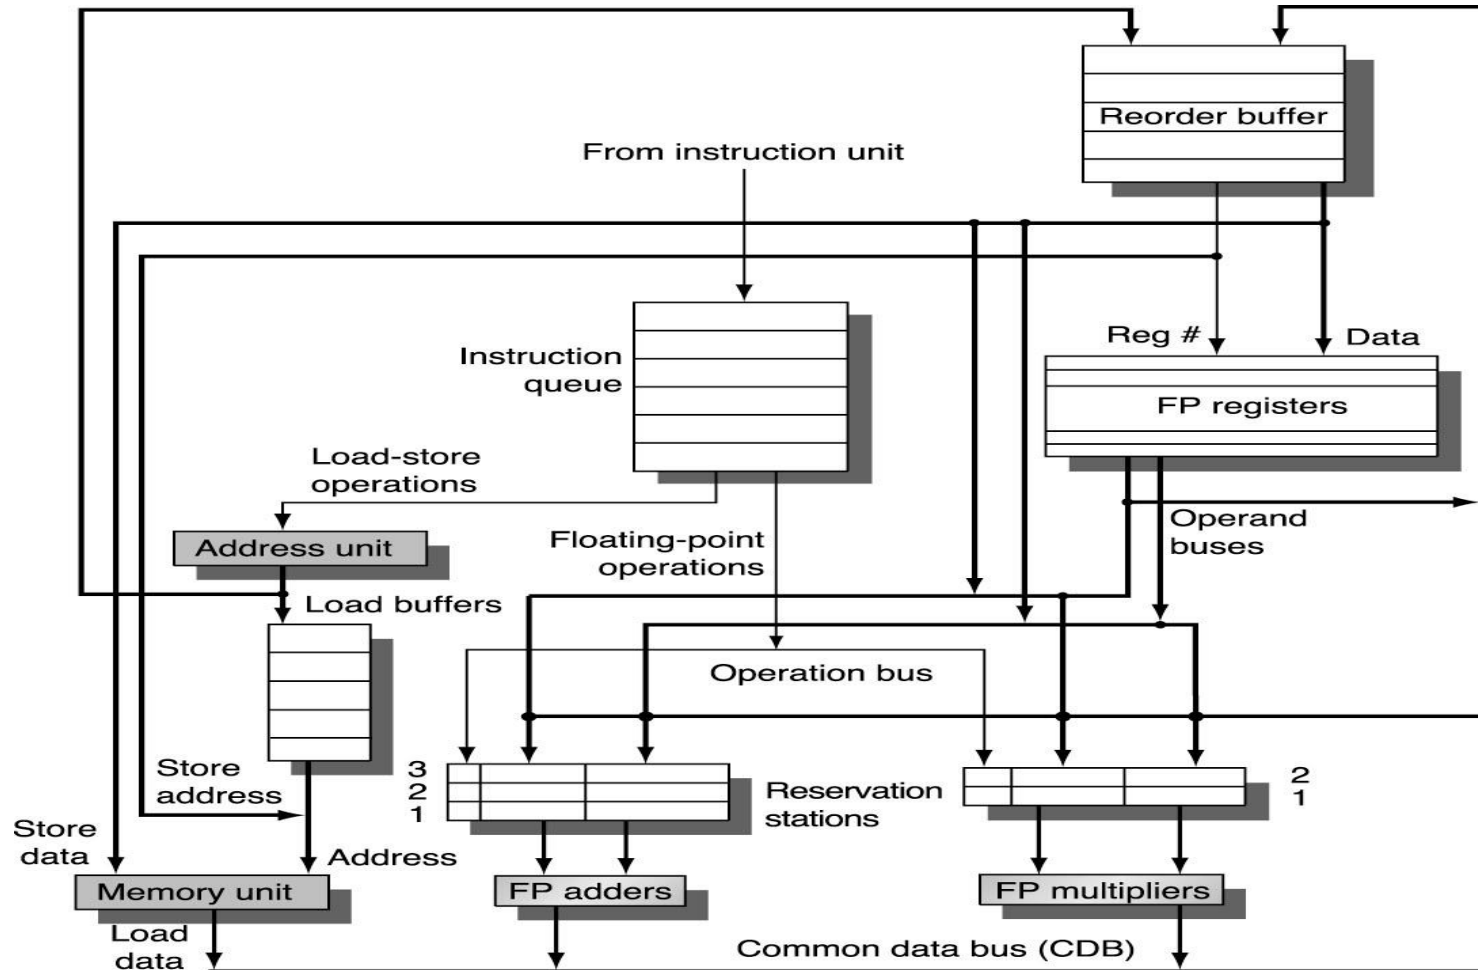 Reorder buffer
From instruction unit
Reg #
Data
Instruction
queue
FP registers
Load-store
operations
Operand
buses
Address unit
Floating-point
operations
Load buffers
Operation bus
Store
address
3
2
1
Reservation
stations
2
1
Store
data
Address
Memory unit
FP adders
FP multipliers
Load
data
Common data bus (CDB)